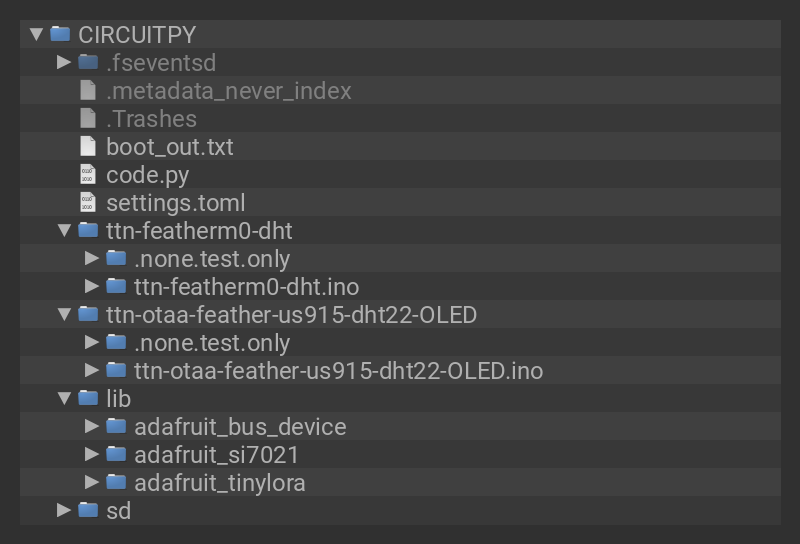 CIRCUITPY
.fseventsd
.metadata_never_index
.Trashes
boot_out.txt
code.py
settings.toml
ttn-featherm0-dht
.none.test.only
ttn-featherm0-dht.ino
ttn-otaa-feather-us915-dht22-OLED
.none.test.only
ttn-otaa-feather-us915-dht22-OLED.ino
lib
adafruit_bus_device
adafruit_si7021
adafruit_tinylora
sd